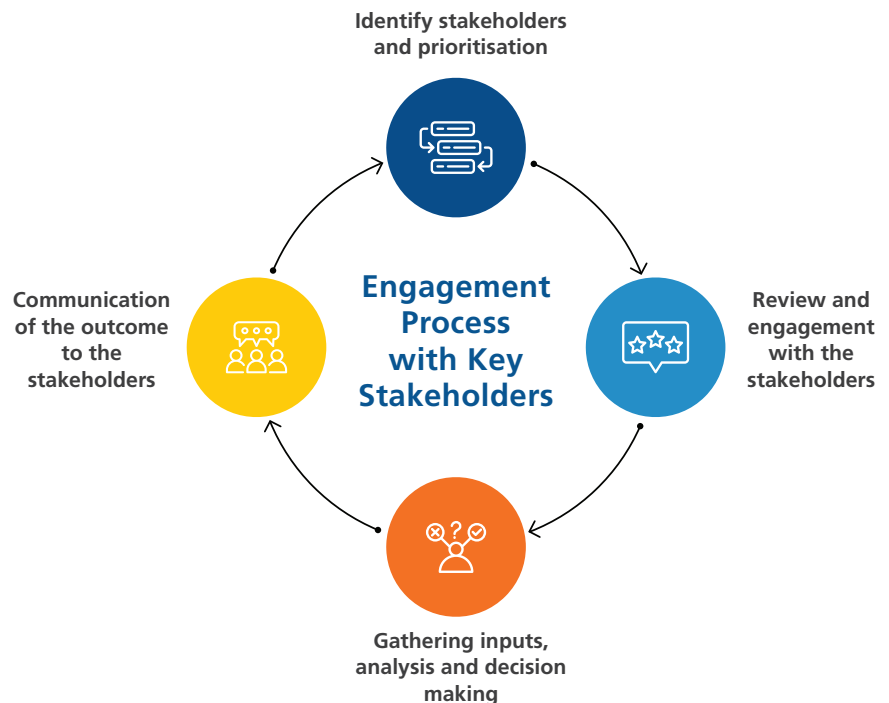 Identify stakeholders
and prioritisation
Engagement
Process
with Key
Stakeholders
Review and
engagement
with the
stakeholders
Gathering inputs,
analysis and decision
making
Communication
of the outcome
to the
stakeholders